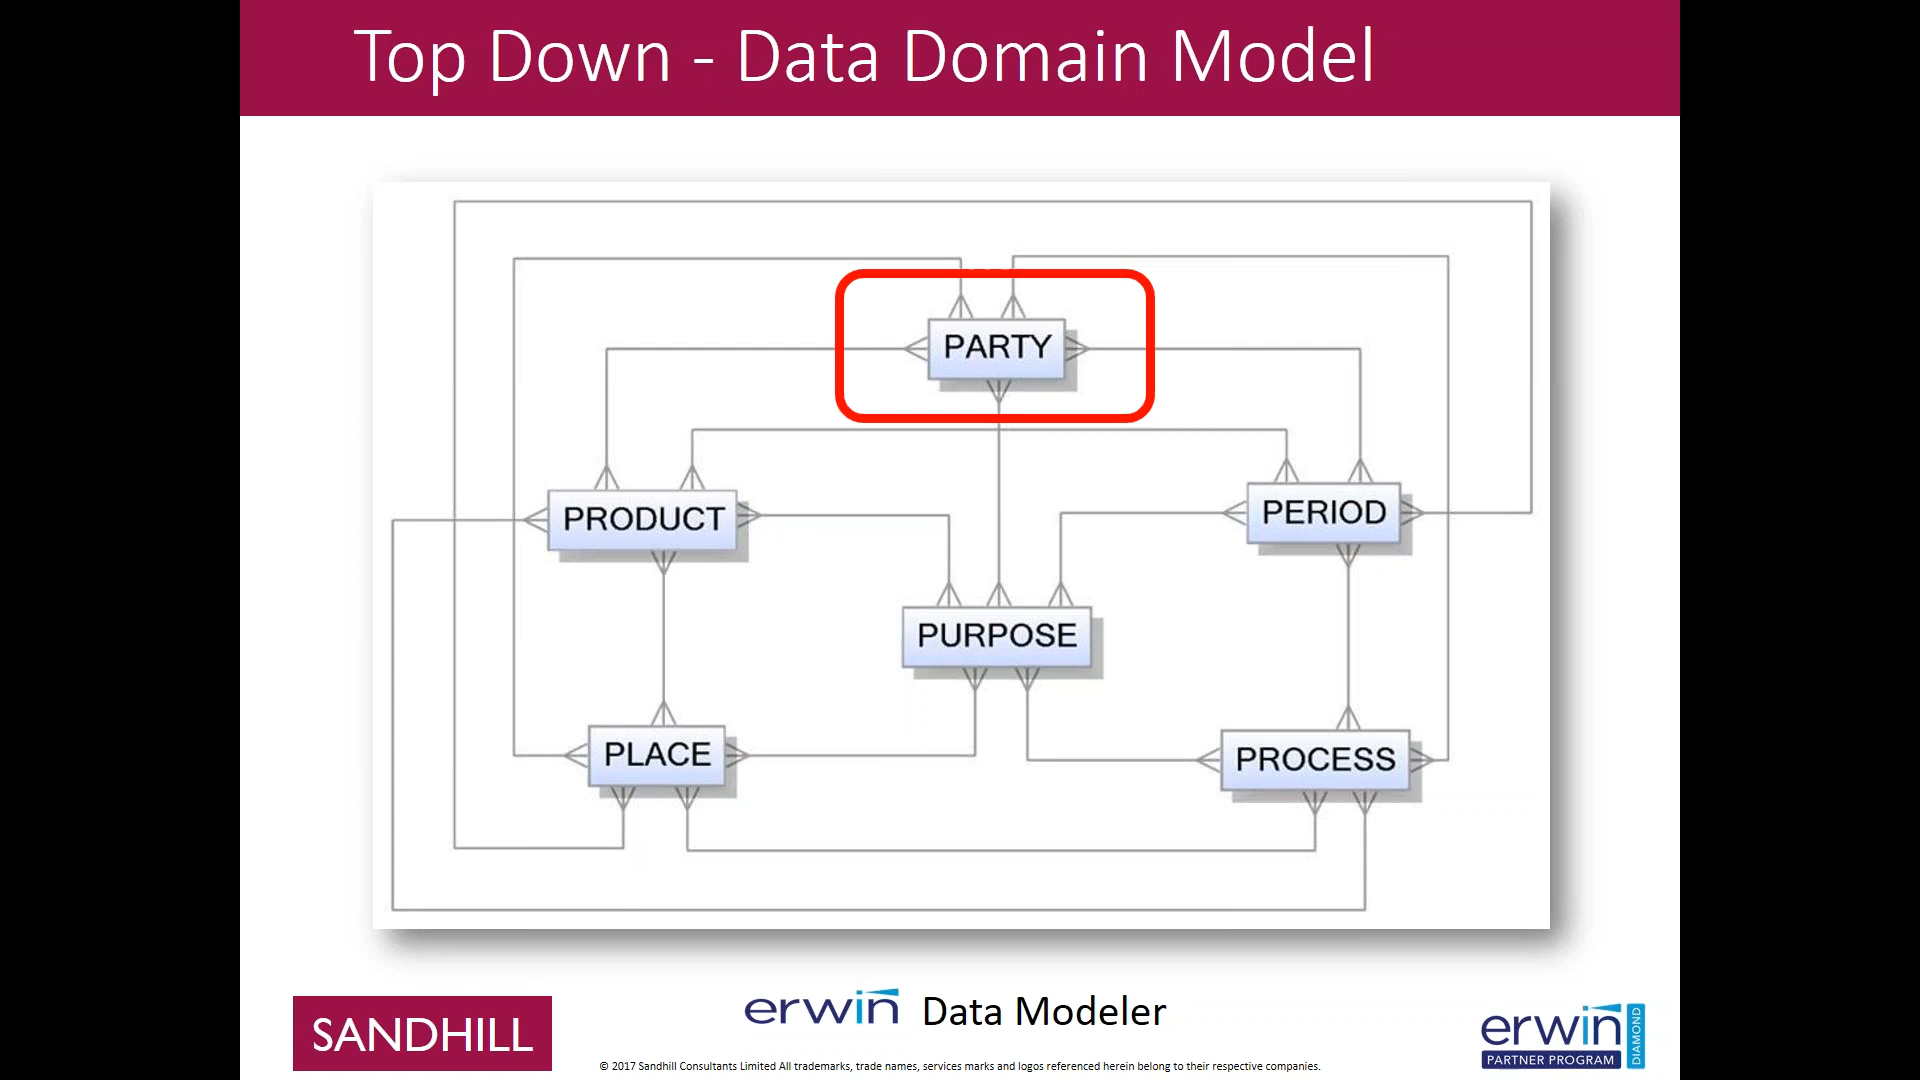 Top Down - Data Domain Model
PARTY
PRODUCT
PERIOD
PURPOSE
PLACE
PROCESS
SANDHILL
erwin Data Modeler
erwin
PARTNER PROGRAM
DIAMOND
© 2017 Sandhill Consultants Limited All trademarks, trade names, services marks and logos referenced herein belong to their respective companies.